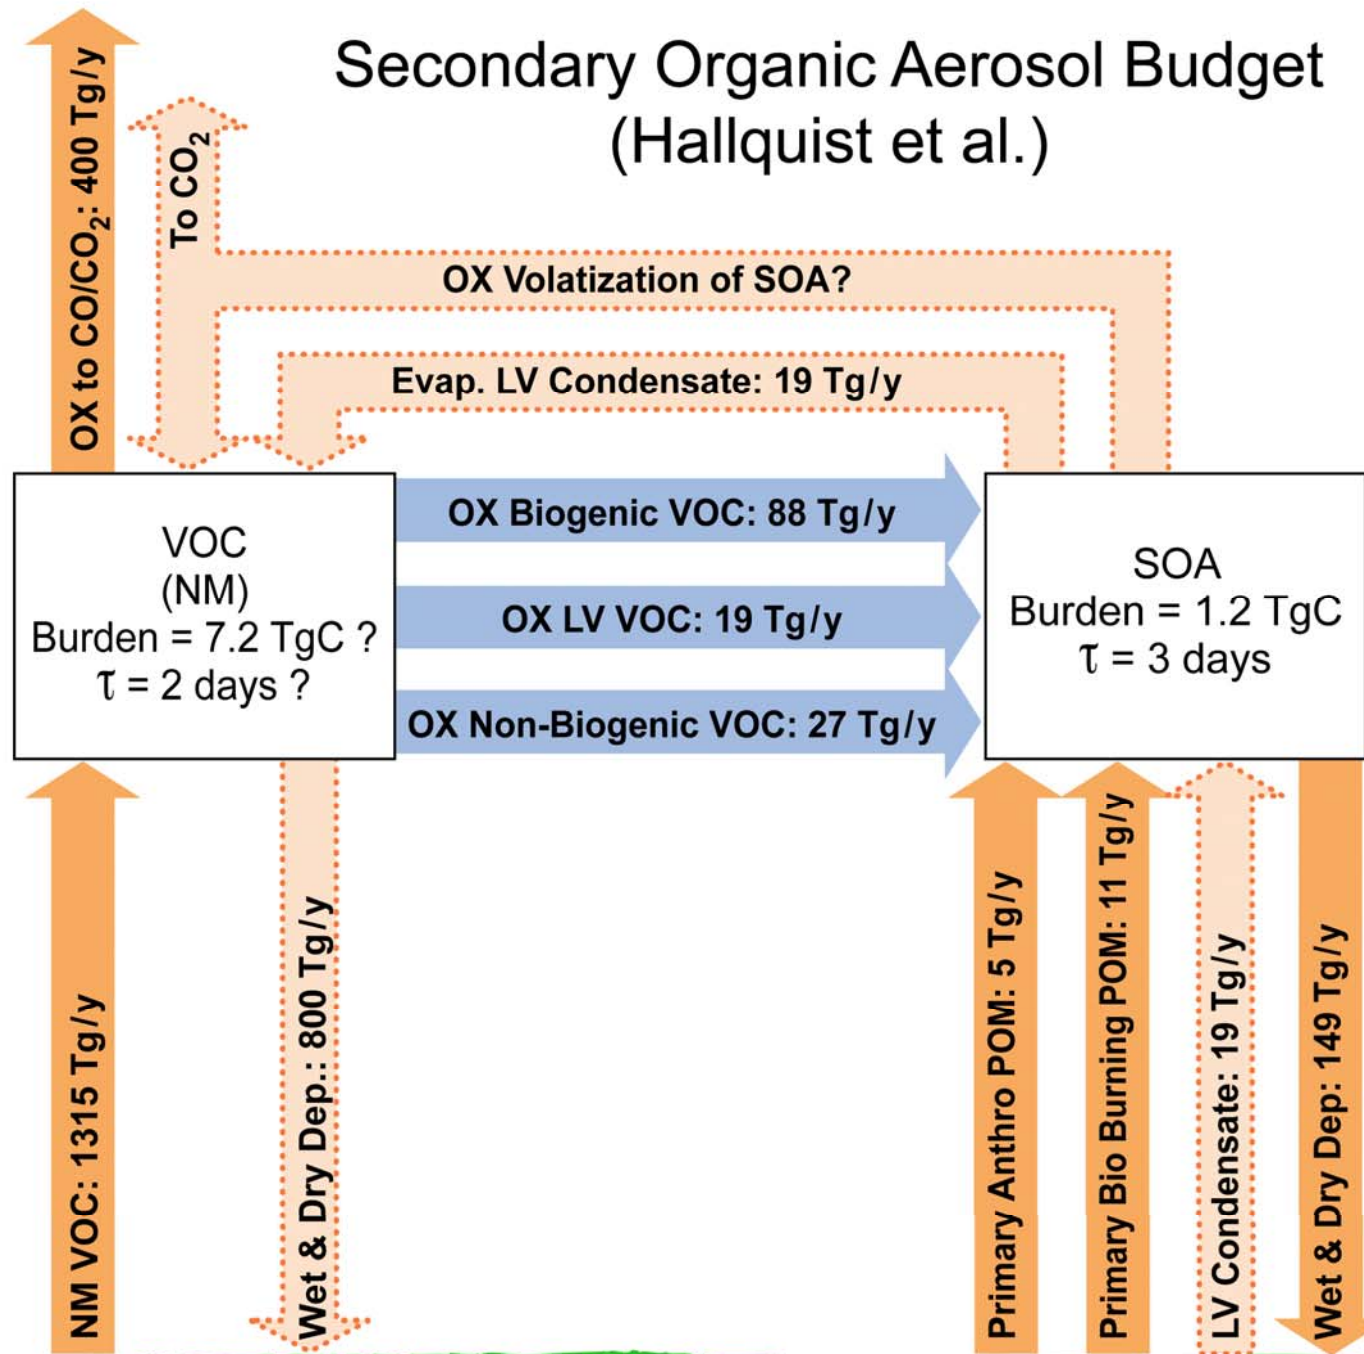 Secondary Organic Aerosol Budget
(Hallquist et al.)
OX to CO/CO₂: 400 Tg/y
To CO₂
OX Volatization of SOA?
Evap. LV Condensate: 19 Tg/y
VOC
(NM)
Burden = 7.2 TgC ?
τ = 2 days ?
OX Biogenic VOC: 88 Tg/y
OX LV VOC: 19 Tg/y
OX Non-Biogenic VOC: 27 Tg/y
SOA
Burden = 1.2 TgC
τ = 3 days
NM VOC: 1315 Tg/y
Wet & Dry Dep.: 800 Tg/y
Primary Anthro POM: 5 Tg/y
Primary Bio Burning POM: 11 Tg/y
LV Condensate: 19 Tg/y
Wet & Dry Dep: 149 Tg/y